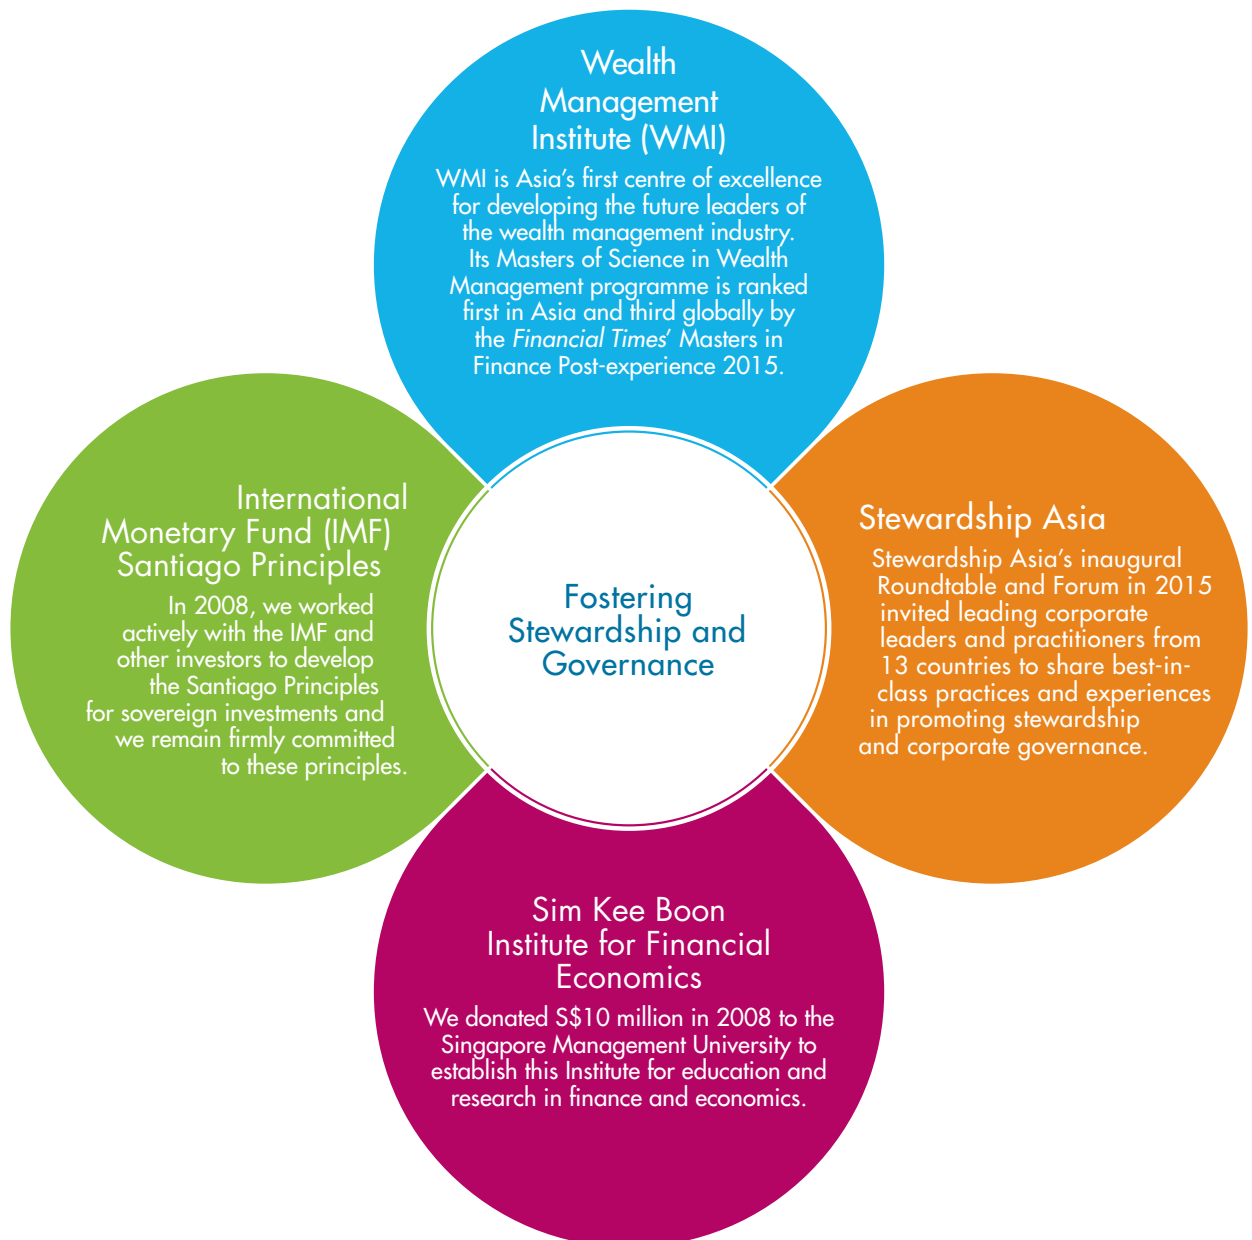 Wealth
Management
Institute (WMI)
WMI is Asia’s first centre of excellence
for developing the future leaders of
the wealth management industry.
Its Masters of Science in Wealth
Management programme is ranked
first in Asia and third globally by
the Financial Times’ Masters in
Finance Post-experience 2015.
International
Monetary Fund (IMF)
Santiago Principles
In 2008, we worked
actively with the IMF and
other investors to develop
the Santiago Principles
for sovereign investments and
we remain firmly committed
to these principles.
Fostering
Stewardship and
Governance
Stewardship Asia
Stewardship Asia’s inaugural
Roundtable and Forum in 2015
invited leading corporate
leaders and practitioners from
13 countries to share best-in-
class practices and experiences
in promoting stewardship
and corporate governance.
Sim Kee Boon
Institute for Financial
Economics
We donated S$10 million in 2008 to the
Singapore Management University to
establish this Institute for education and
research in finance and economics.